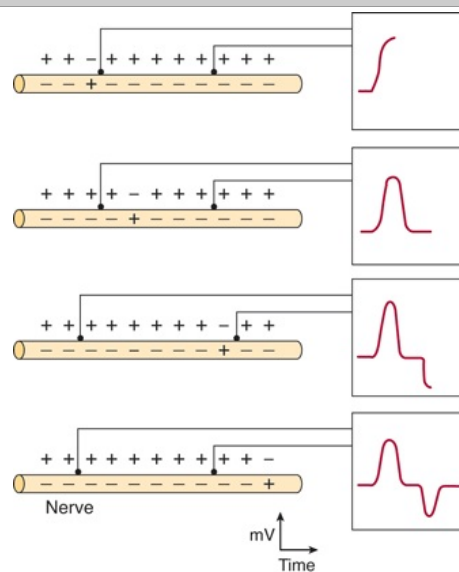 + + − + + + + + + + +
− − + − − − − − − − −
+ + + + − + + + + + +
− − − − + − − − − − −
+ + + + + + + + − + +
− − − − − − − − + − −
+ + + + + + + + + + −
− − − − − − − − − − +
Nerve
mV
Time